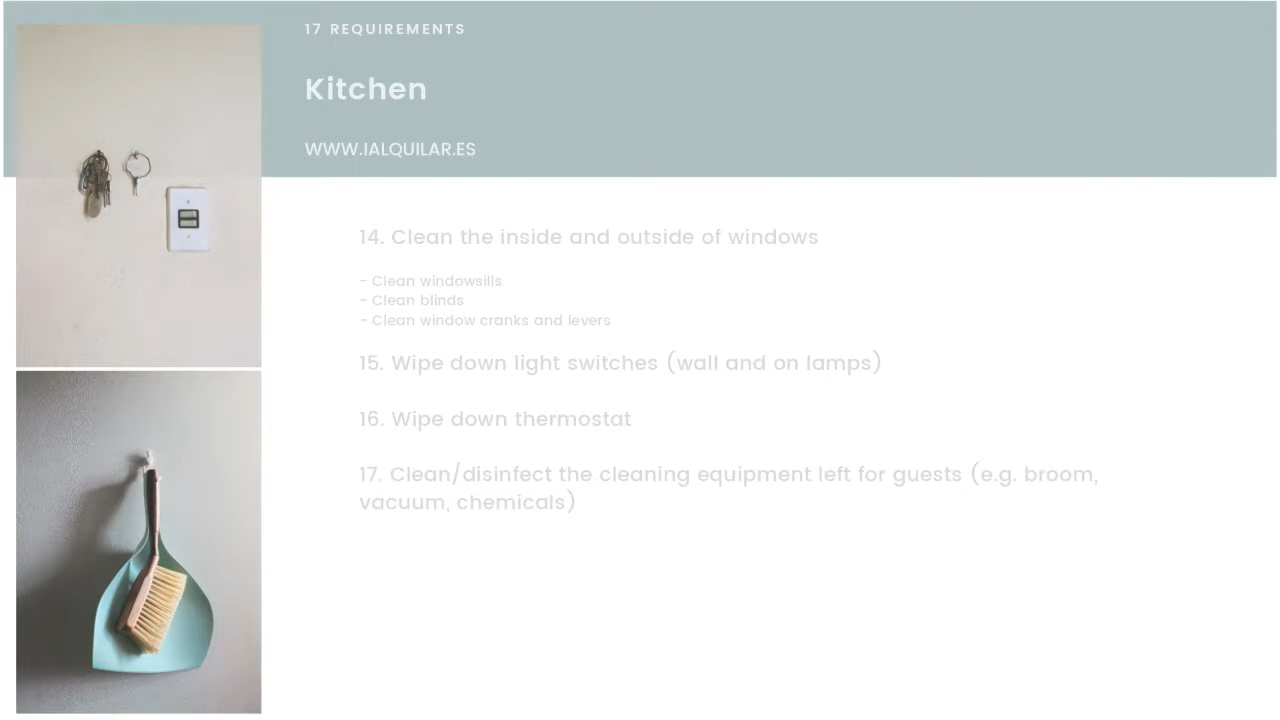 17 REQUIREMENTS
Kitchen
WWW.IALQUILAR.ES
14. Clean the inside and outside of windows
- Clean windowsills
- Clean blinds
- Clean window cranks and levers
15. Wipe down light switches (wall and on lamps)
16. Wipe down thermostat
17. Clean/disinfect the cleaning equipment left for guests (e.g. broom,
vacuum, chemicals)